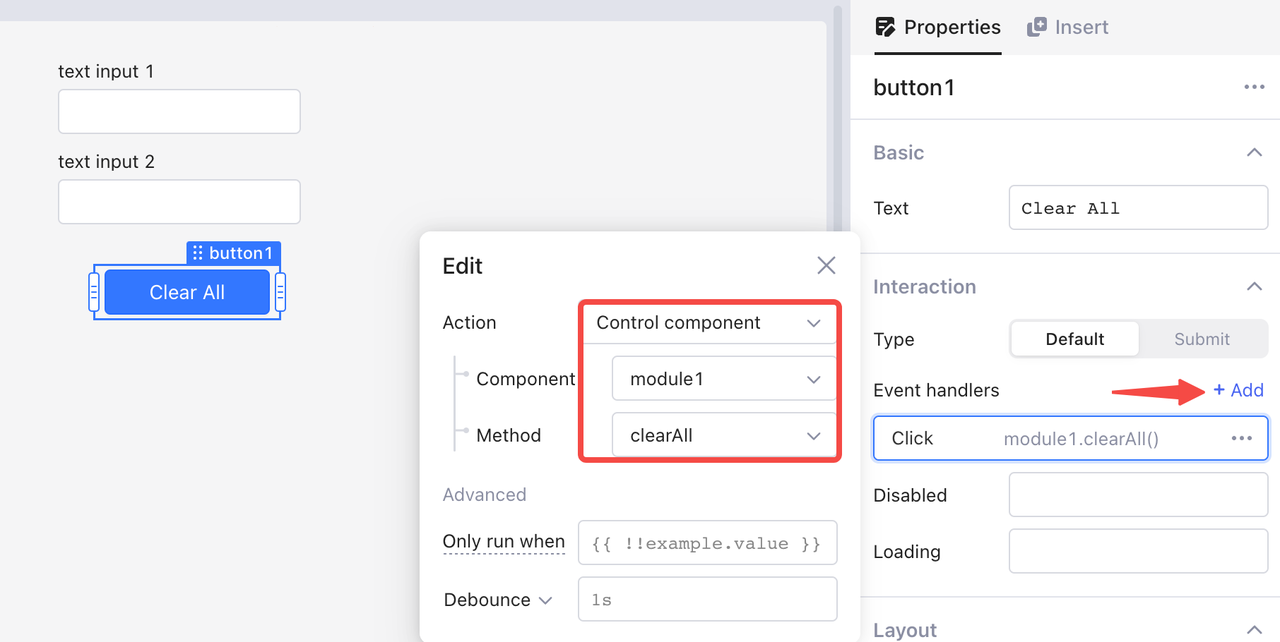 text input 1
text input 2
button1
Clear All
Edit
Action
Control component
Component
module1
Method
clearAll
Advanced
Only run when
{{ !!example.value }}
Debounce
1s
Properties
Insert
button1
Basic
Text
Clear All
Interaction
Type
Default
Submit
Event handlers
+ Add
Click
module1.clearAll()
Disabled
Loading
Layout